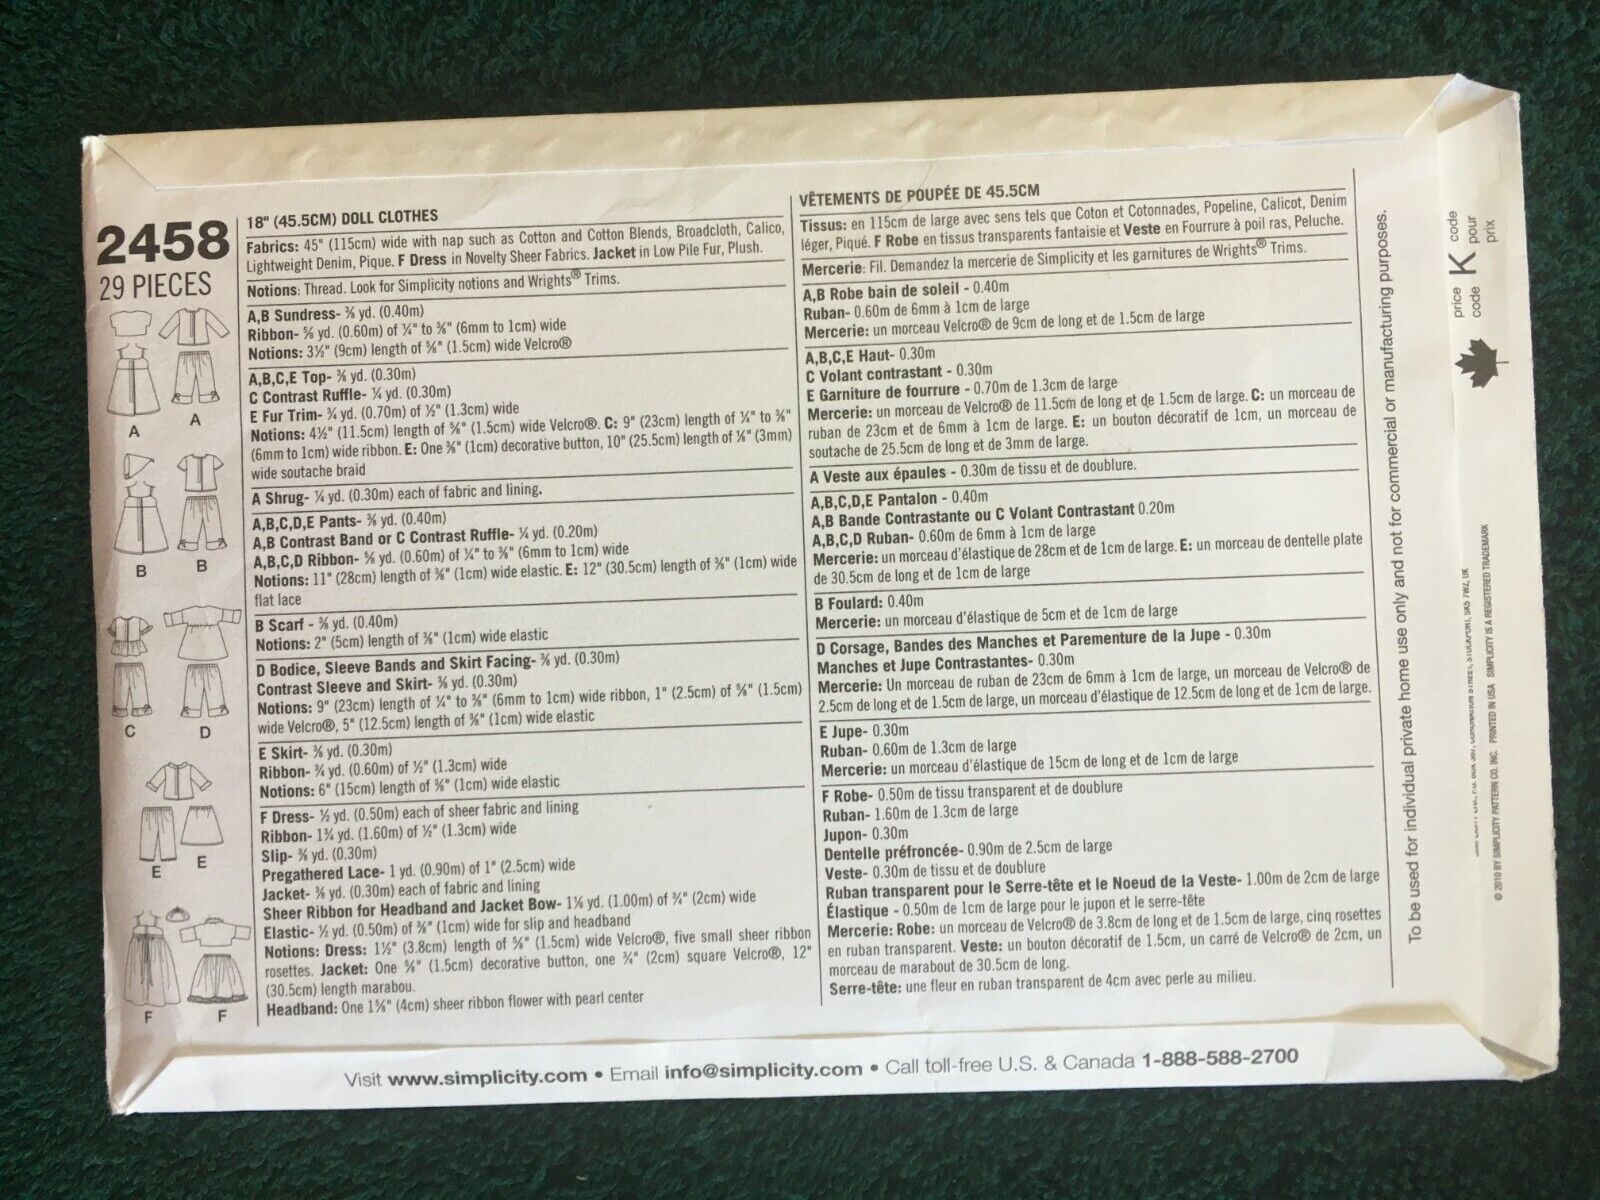 2458
29 PIECES
A
A
B
B
C
D
E
E
F
F
18" (45.5CM) DOLL CLOTHES
Fabrics: 45" (115cm) wide with nap such as Cotton and Cotton Blends, Broadcloth, Calico,
Lightweight Denim, Pique. F Dress in Novelty Sheer Fabrics. Jacket in Low Pile Fur, Plush.
Notions: Thread. Look for Simplicity notions and Wrights® Trims.
A,B Sundress- ⅜ yd. (0.40m)
Ribbon- ⅝ yd. (0.60m) of ¼" to ⅜" (6mm to 1cm) wide
Notions: 3½" (9cm) length of ⅝" (1.5cm) wide Velcro®
A,B,C,E Top- ⅜ yd. (0.30m)
C Contrast Ruffle- ¼ yd. (0.30m)
E Fur Trim- ¾ yd. (0.70m) of ½" (1.3cm) wide
Notions: 4½" (11.5cm) length of ⅝" (1.5cm) wide Velcro®. C: 9" (23cm) length of ¼" to ⅜"
(6mm to 1cm) wide ribbon. E: One ⅜" (1cm) decorative button, 10" (25.5cm) length of ⅛" (3mm)
wide soutache braid
A Shrug- ¼ yd. (0.30m) each of fabric and lining.
A,B,C,D,E Pants- ⅜ yd. (0.40m)
A,B Contrast Band or C Contrast Ruffle- ¼ yd. (0.20m)
A,B,C,D Ribbon- ⅝ yd. (0.60m) of ¼" to ⅜" (6mm to 1cm) wide
Notions: 11" (28cm) length of ⅜" (1cm) wide elastic. E: 12" (30.5cm) length of ⅜" (1cm) wide
flat lace
B Scarf - ⅜ yd. (0.40m)
Notions: 2" (5cm) length of ⅜" (1cm) wide elastic
D Bodice, Sleeve Bands and Skirt Facing- ⅜ yd. (0.30m)
Contrast Sleeve and Skirt- ⅜ yd. (0.30m)
Notions: 9" (23cm) length of ¼" to ⅜" (6mm to 1cm) wide ribbon, 1" (2.5cm) of ⅝" (1.5cm)
wide Velcro®, 5" (12.5cm) length of ⅜" (1cm) wide elastic
E Skirt- ⅜ yd. (0.30m)
Ribbon- ¾ yd. (0.60m) of ½" (1.3cm) wide
Notions: 6" (15cm) length of ⅜" (1cm) wide elastic
F Dress- ½ yd. (0.50m) each of sheer fabric and lining
Ribbon- 1¾ yd. (1.60m) of ½" (1.3cm) wide
Slip- ⅜ yd. (0.30m)
Pregathered Lace- 1 yd. (0.90m) of 1" (2.5cm) wide
Jacket- ⅜ yd. (0.30m) each of fabric and lining
Sheer Ribbon for Headband and Jacket Bow- 1⅛ yd. (1.00m) of ¾" (2cm) wide
Elastic- ½ yd. (0.50m) of ⅜" (1cm) wide for slip and headband
Notions: Dress: 1½" (3.8cm) length of ⅝" (1.5cm) wide Velcro®, five small sheer ribbon
rosettes. Jacket: One ⅝" (1.5cm) decorative button, one ¾" (2cm) square Velcro®, 12"
(30.5cm) length marabou.
Headband: One 1⅝" (4cm) sheer ribbon flower with pearl center
VÊTEMENTS DE POUPÉE DE 45.5CM
Tissus: en 115cm de large avec sens tels que Coton et Cotonnades, Popeline, Calicot, Denim
léger, Piqué. F Robe en tissus transparents fantaisie et Veste en Fourrure à poil ras, Peluche.
Mercerie: Fil. Demandez la mercerie de Simplicity et les garnitures de Wrights® Trims.
A,B Robe bain de soleil - 0.40m
Ruban- 0.60m de 6mm à 1cm de large
Mercerie: un morceau Velcro® de 9cm de long et de 1.5cm de large
A,B,C,E Haut- 0.30m
C Volant contrastant - 0.30m
E Garniture de fourrure - 0.70m de 1.3cm de large
Mercerie: un morceau de Velcro® de 11.5cm de long et de 1.5cm de large. C: un morceau de
ruban de 23cm et de 6mm à 1cm de large. E: un bouton décoratif de 1cm, un morceau de
soutache de 25.5cm de long et de 3mm de large.
A Veste aux épaules - 0.30m de tissu et de doublure.
A,B,C,D,E Pantalon - 0.40m
A,B Bande Contrastante ou C Volant Contrastant 0.20m
A,B,C,D Ruban- 0.60m de 6mm à 1cm de large
Mercerie: un morceau d'élastique de 28cm et de 1cm de large. E: un morceau de dentelle plate
de 30.5cm de long et de 1cm de large
B Foulard: 0.40m
Mercerie: un morceau d'élastique de 5cm et de 1cm de large
D Corsage, Bandes des Manches et Parementure de la Jupe - 0.30m
Manches et Jupe Contrastantes- 0.30m
Mercerie: Un morceau de ruban de 23cm de 6mm à 1cm de large, un morceau de Velcro® de
2.5cm de long et de 1.5cm de large, un morceau d'élastique de 12.5cm de long et de 1cm de large.
E Jupe- 0.30m
Ruban- 0.60m de 1.3cm de large
Mercerie: un morceau d'élastique de 15cm de long et de 1cm de large
F Robe- 0.50m de tissu transparent et de doublure
Ruban- 1.60m de 1.3cm de large
Jupon- 0.30m
Dentelle préfroncée- 0.90m de 2.5cm de large
Veste- 0.30m de tissu et de doublure
Ruban transparent pour le Serre-tête et le Noeud de la Veste- 1.00m de 2cm de large
Élastique - 0.50m de 1cm de large pour le jupon et le serre-tête
Mercerie: Robe: un morceau de Velcro® de 3.8cm de long et de 1.5cm de large, cinq rosettes
en ruban transparent. Veste: un bouton décoratif de 1.5cm, un carré de Velcro® de 2cm, un
morceau de marabout de 30.5cm de long.
Serre-tête: une fleur en ruban transparent de 4cm avec perle au milieu.
To be used for individual private home use only and not for commercial or manufacturing purposes.
price code K code pour prix
© 2010 BY SIMPLICITY PATTERN CO. INC. PRINTED IN USA SIMPLICITY IS A REGISTERED TRADEMARK
Visit www.simplicity.com • Email info@simplicity.com • Call toll-free U.S. & Canada 1-888-588-2700